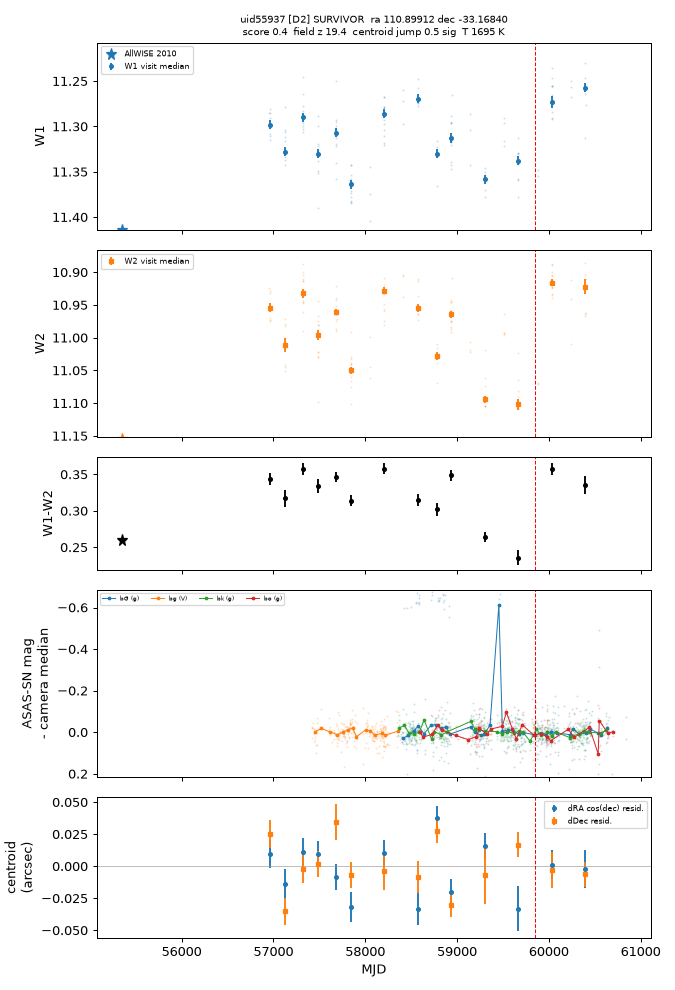 uid55937 [D2] SURVIVOR ra 110.89912 dec -33.16840
score 0.4 field z 19.4 centroid jump 0.5 sig T 1695 K
AllWISE 2010
W1 visit median
11.25
11.30
11.35
11.40
W1
W2 visit median
10.90
10.95
11.00
11.05
11.10
11.15
W2
0.35
0.30
0.25
W1-W2
(g)
(V)
(g)
(g)
−0.6
−0.4
−0.2
0.0
0.2
ASAS-SN mag
- camera median
dRA cos(dec) resid.
dDec resid.
0.050
0.025
0.000
−0.025
−0.050
centroid
(arcsec)
56000
57000
58000
59000
60000
61000
MJD